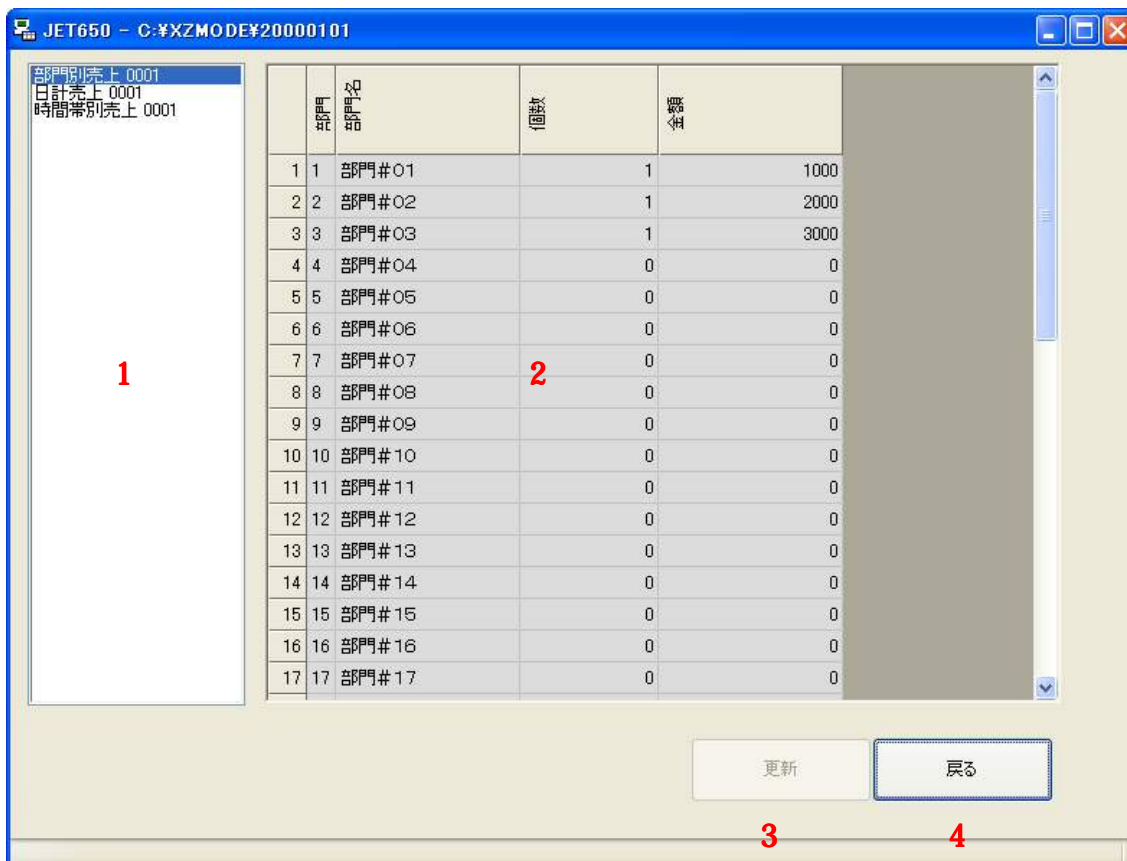 JET650 - C:¥XZMODE¥20000101
部門別売上 0001
日計売上 0001
時間帯別売上 0001
部門 部門名 部門 個数 金額
1 1 部門#01 1 1000
2 2 部門#02 1 2000
3 3 部門#03 1 3000
4 4 部門#04 0 0
5 5 部門#05 0 0
6 6 部門#06 0 0
7 7 部門#07 0 0
8 8 部門#08 0 0
9 9 部門#09 0 0
10 10 部門#10 0 0
11 11 部門#11 0 0
12 12 部門#12 0 0
13 13 部門#13 0 0
14 14 部門#14 0 0
15 15 部門#15 0 0
16 16 部門#16 0 0
17 17 部門#17 0 0
1
2
更新
戻る
3
4